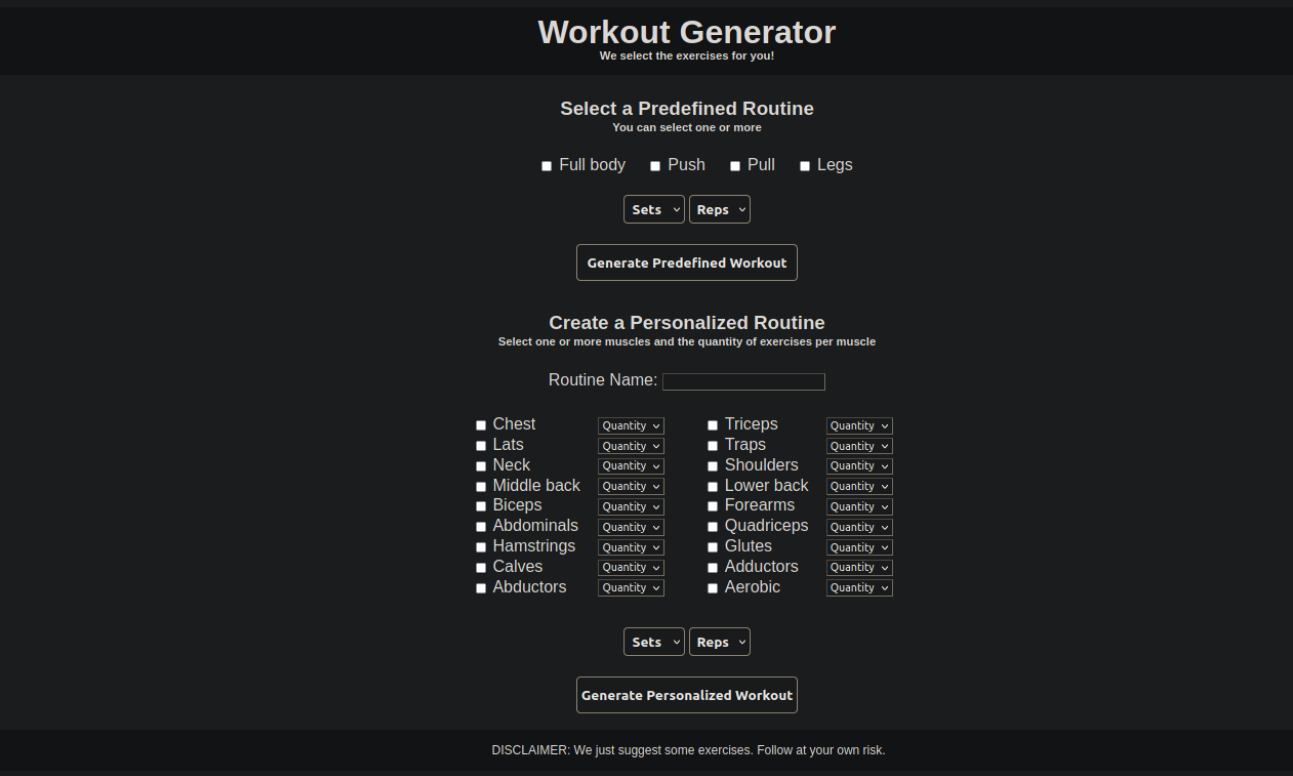 Workout Generator
We select the exercises for you!
Select a Predefined Routine
You can select one or more
Full body Push Pull Legs
Sets Reps
Generate Predefined Workout
Create a Personalized Routine
Select one or more muscles and the quantity of exercises per muscle
Routine Name:
Chest Quantity Triceps Quantity
Lats Quantity Traps Quantity
Neck Quantity Shoulders Quantity
Middle back Quantity Lower back Quantity
Biceps Quantity Forearms Quantity
Abdominals Quantity Quadriceps Quantity
Hamstrings Quantity Glutes Quantity
Calves Quantity Adductors Quantity
Abductors Quantity Aerobic Quantity
Sets Reps
Generate Personalized Workout
DISCLAIMER: We just suggest some exercises. Follow at your own risk.